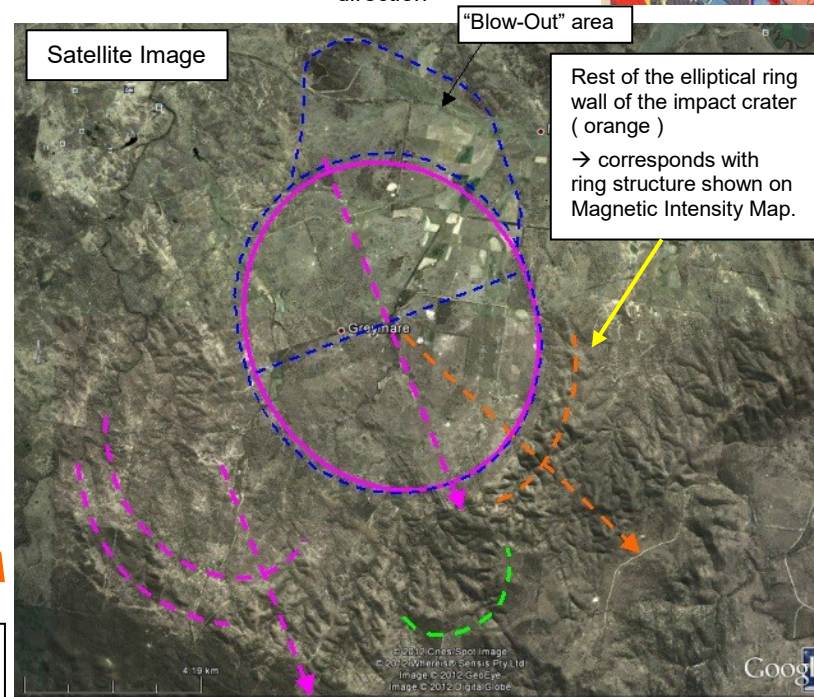 direction
“Blow-Out” area
Satellite Image
Rest of the elliptical ring
wall of the impact crater
( orange )
→ corresponds with
ring structure shown on
Magnetic Intensity Map.
Greymare
4.19 km
© 2012 Cnes/Spot Image
© 2012 Whereis® Sensis Pty Ltd
Image © 2012 GeoEye
Image © 2012 DigitalGlobe
Googl